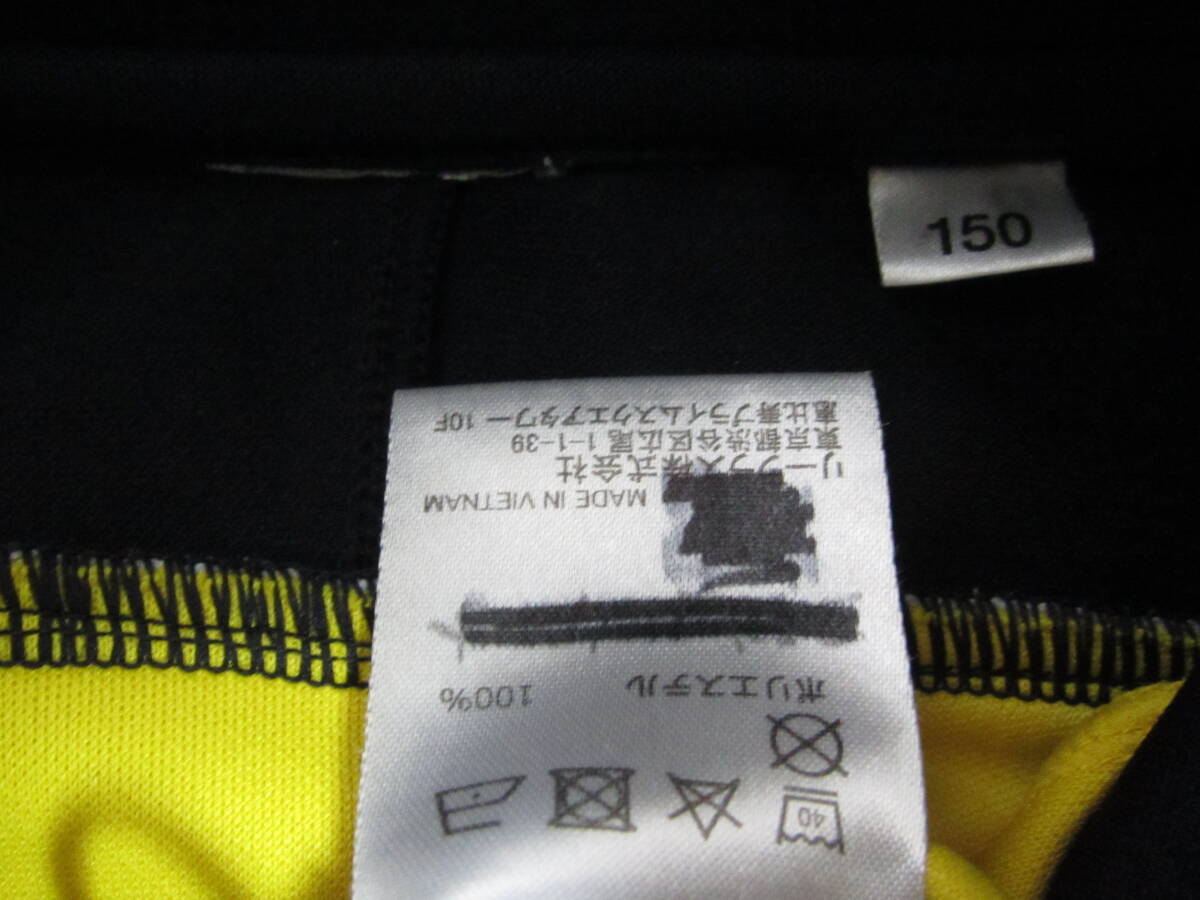 150
40
ポリエステル 100%
MADE IN VIETNAM
リープラス株式会社
東京都渋谷区広尾 1-1-39
恵比寿プライムスクエアタワー 10F